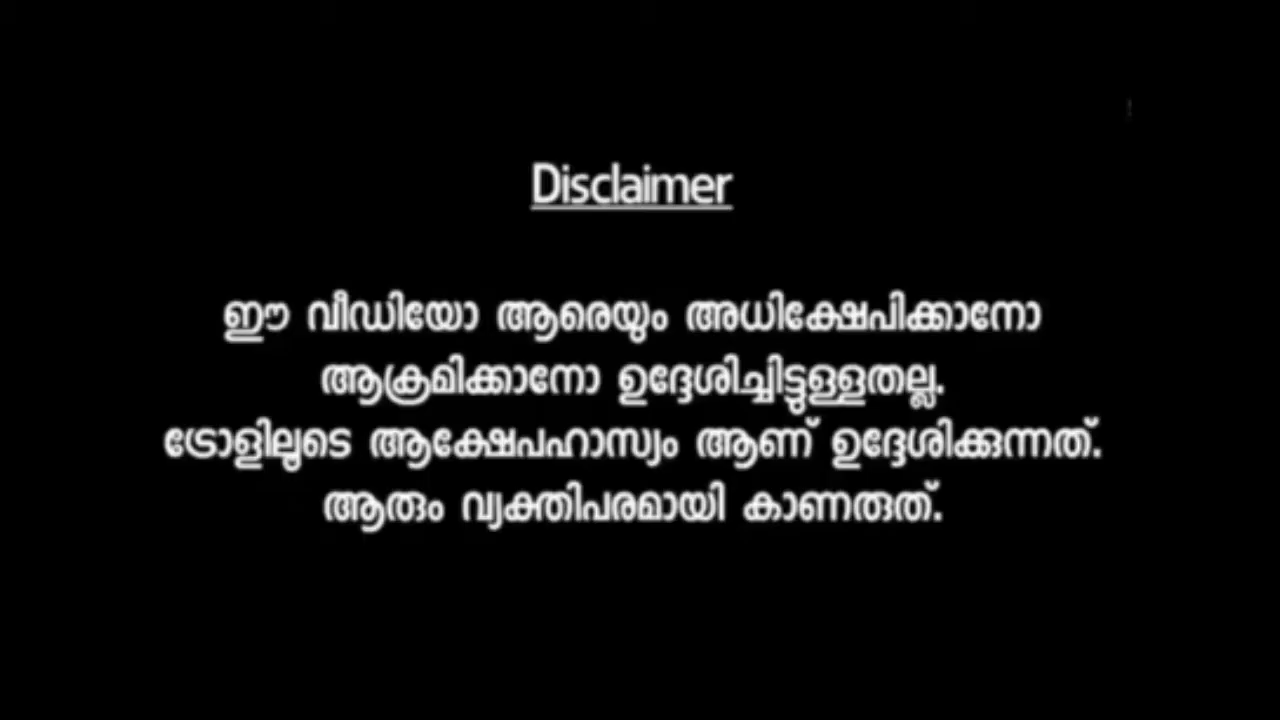 Disclaimer
ഈ വീഡിയോ ആരെയും അധിക്ഷേപിക്കാനോ
ആക്രമിക്കാനോ ഉദ്ദേശിച്ചിട്ടുള്ളതല്ല.
ട്രോളിലൂടെ ആക്ഷേപഹാസ്യം ആണ് ഉദ്ദേശിക്കുന്നത്.
ആരും വ്യക്തിപരമായി കാണരുത്.